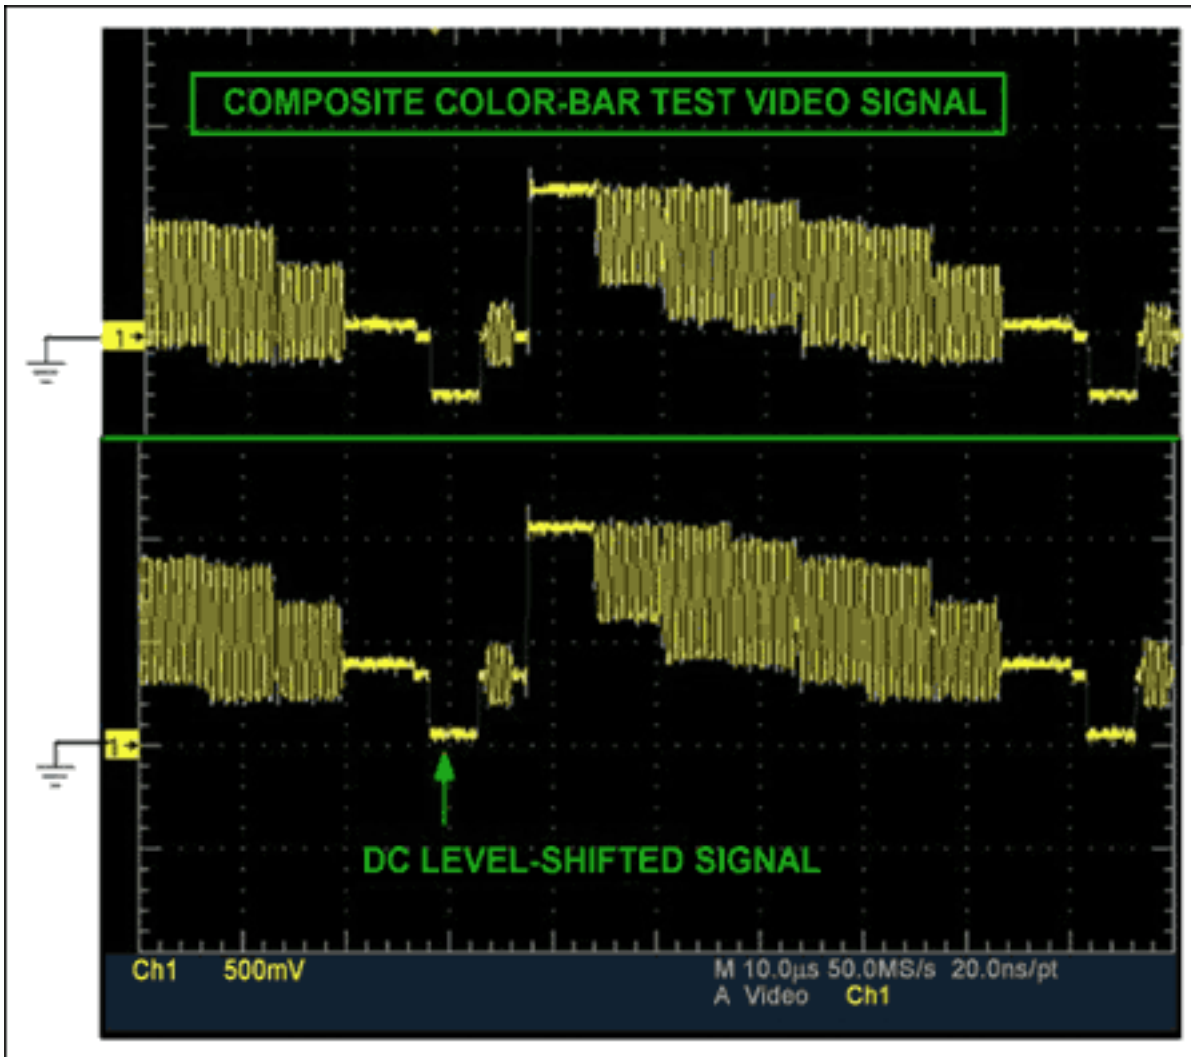 COMPOSITE COLOR-BAR TEST VIDEO SIGNAL
1
1
DC LEVEL-SHIFTED SIGNAL
Ch1 500mV M 10.0µs 50.0MS/s 20.0ns/pt
A Video Ch1